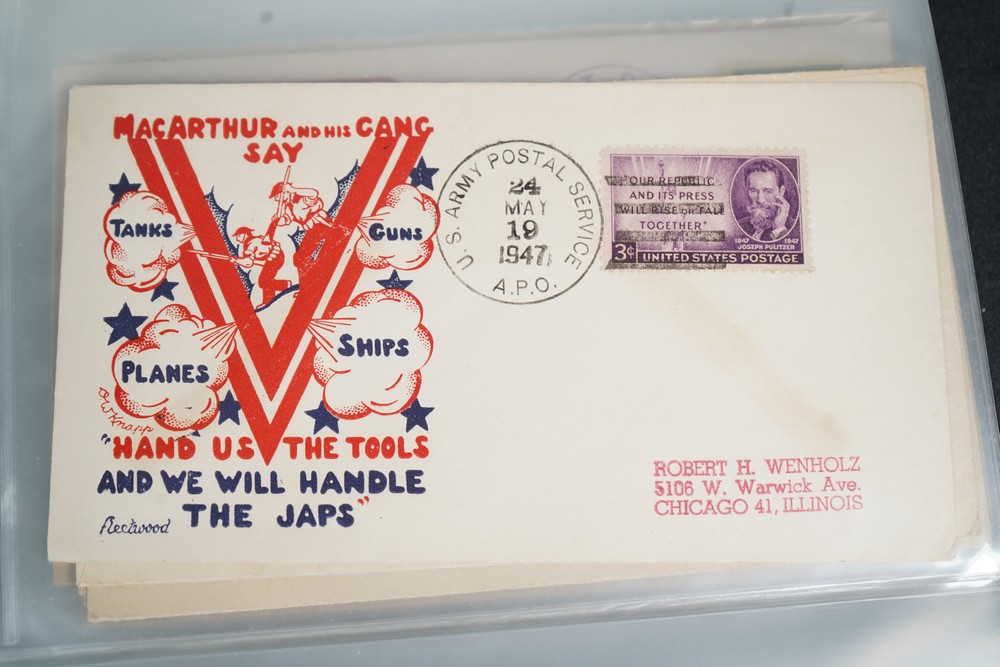 MACARTHUR AND HIS GANG
SAY
TANKS
GUNS
PLANES
SHIPS
OW Knapp
"HAND US THE TOOLS
AND WE WILL HANDLE
THE JAPS"
Fleetwood
U.S. ARMY POSTAL SERVICE
24
MAY
19
1947
A.P.O.
"OUR REPUBLIC
AND ITS PRESS
WILL RISE OR FALL
TOGETHER"
1847 1947
JOSEPH PULITZER
3¢ UNITED STATES POSTAGE
ROBERT H. WENHOLZ
5106 W. Warwick Ave.
CHICAGO 41, ILLINOIS